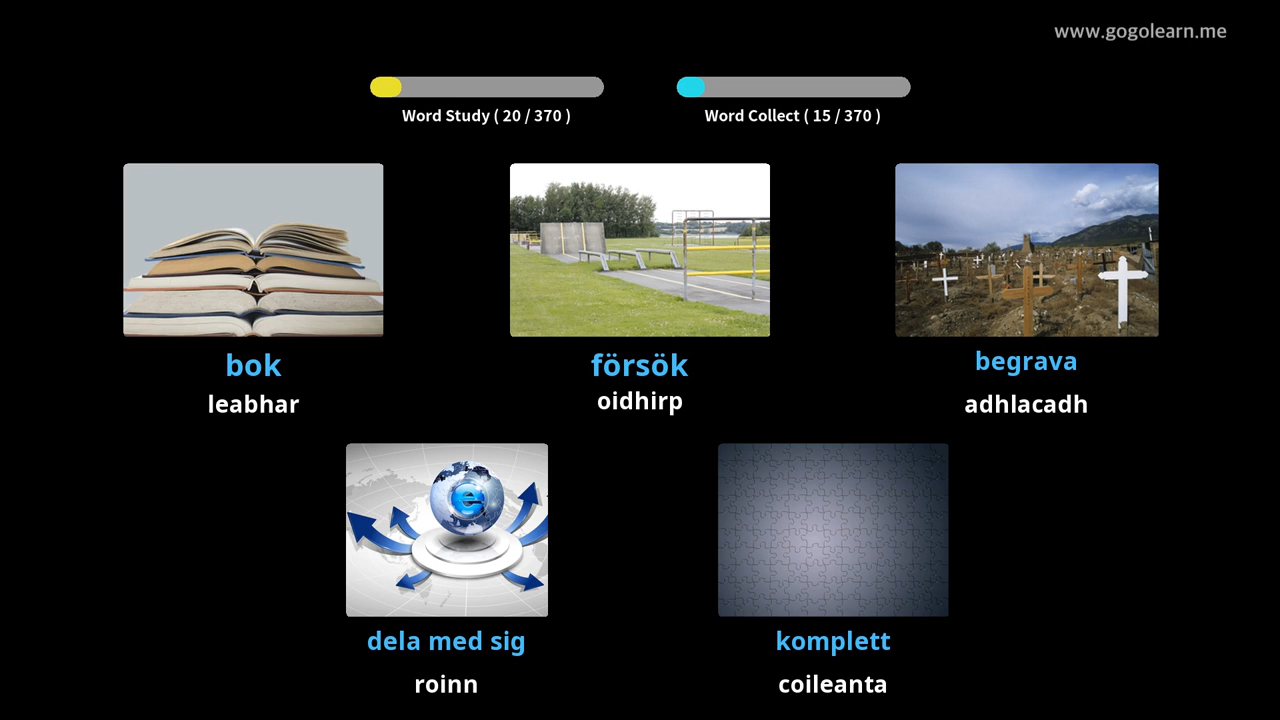 www.gogolearn.me
Word Study ( 20 / 370 )
Word Collect ( 15 / 370 )
bok
leabhar
försök
oidhirp
begrava
adhlacadh
e
dela med sig
roinn
komplett
coileanta